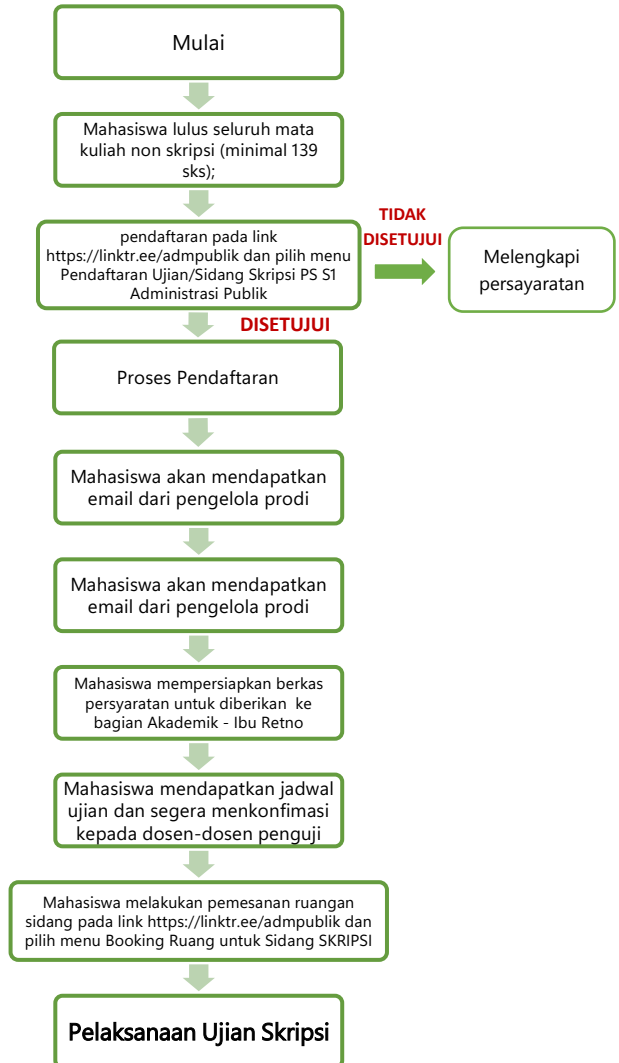 Mulai
Mahasiswa lulus seluruh mata
kuliah non skripsi (minimal 139
sks);
TIDAK
DISETUJUI
pendaftaran pada link
https://linktr.ee/admpublik dan pilih menu
Pendaftaran Ujian/Sidang Skripsi PS S1
Administrasi Publik
Melengkapi
persayaratan
DISETUJUI
Proses Pendaftaran
Mahasiswa akan mendapatkan
email dari pengelola prodi
Mahasiswa akan mendapatkan
email dari pengelola prodi
Mahasiswa mempersiapkan berkas
persyaratan untuk diberikan ke
bagian Akademik - Ibu Retno
Mahasiswa mendapatkan jadwal
ujian dan segera menkonfimasi
kepada dosen-dosen penguji
Mahasiswa melakukan pemesanan ruangan
sidang pada link https://linktr.ee/admpublik dan
pilih menu Booking Ruang untuk Sidang SKRIPSI
Pelaksanaan Ujian Skripsi